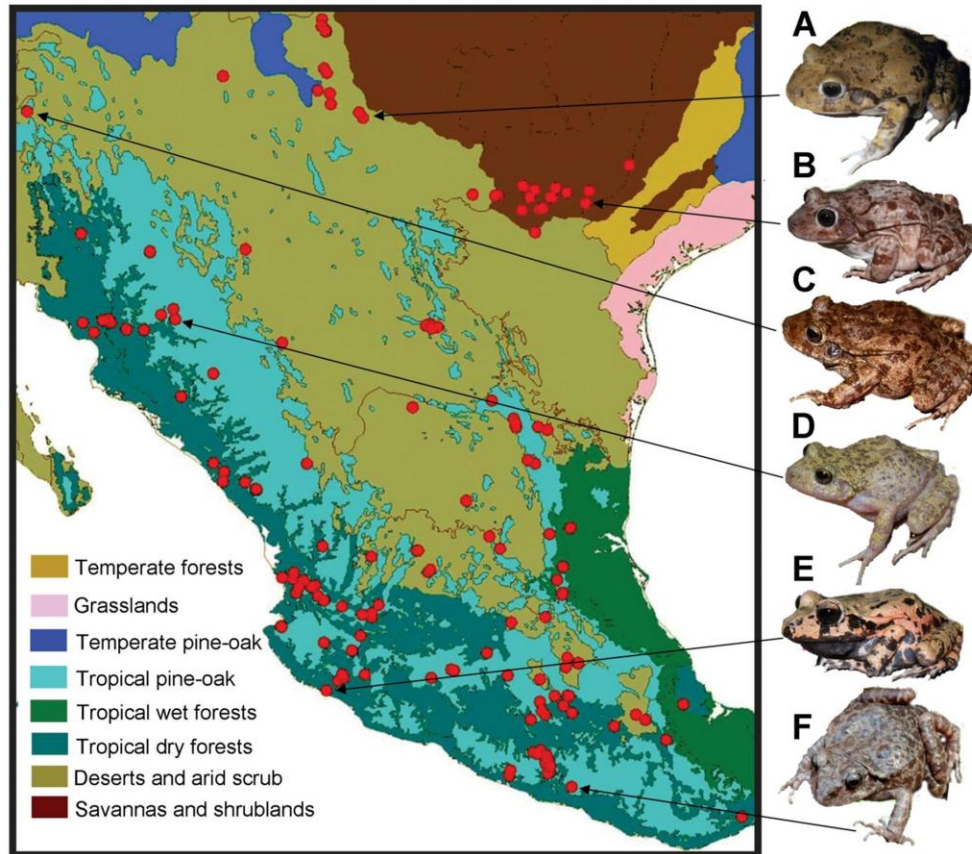 A
B
C
D
E
F
Temperate forests
Grasslands
Temperate pine-oak
Tropical pine-oak
Tropical wet forests
Tropical dry forests
Deserts and arid scrub
Savannas and shrublands